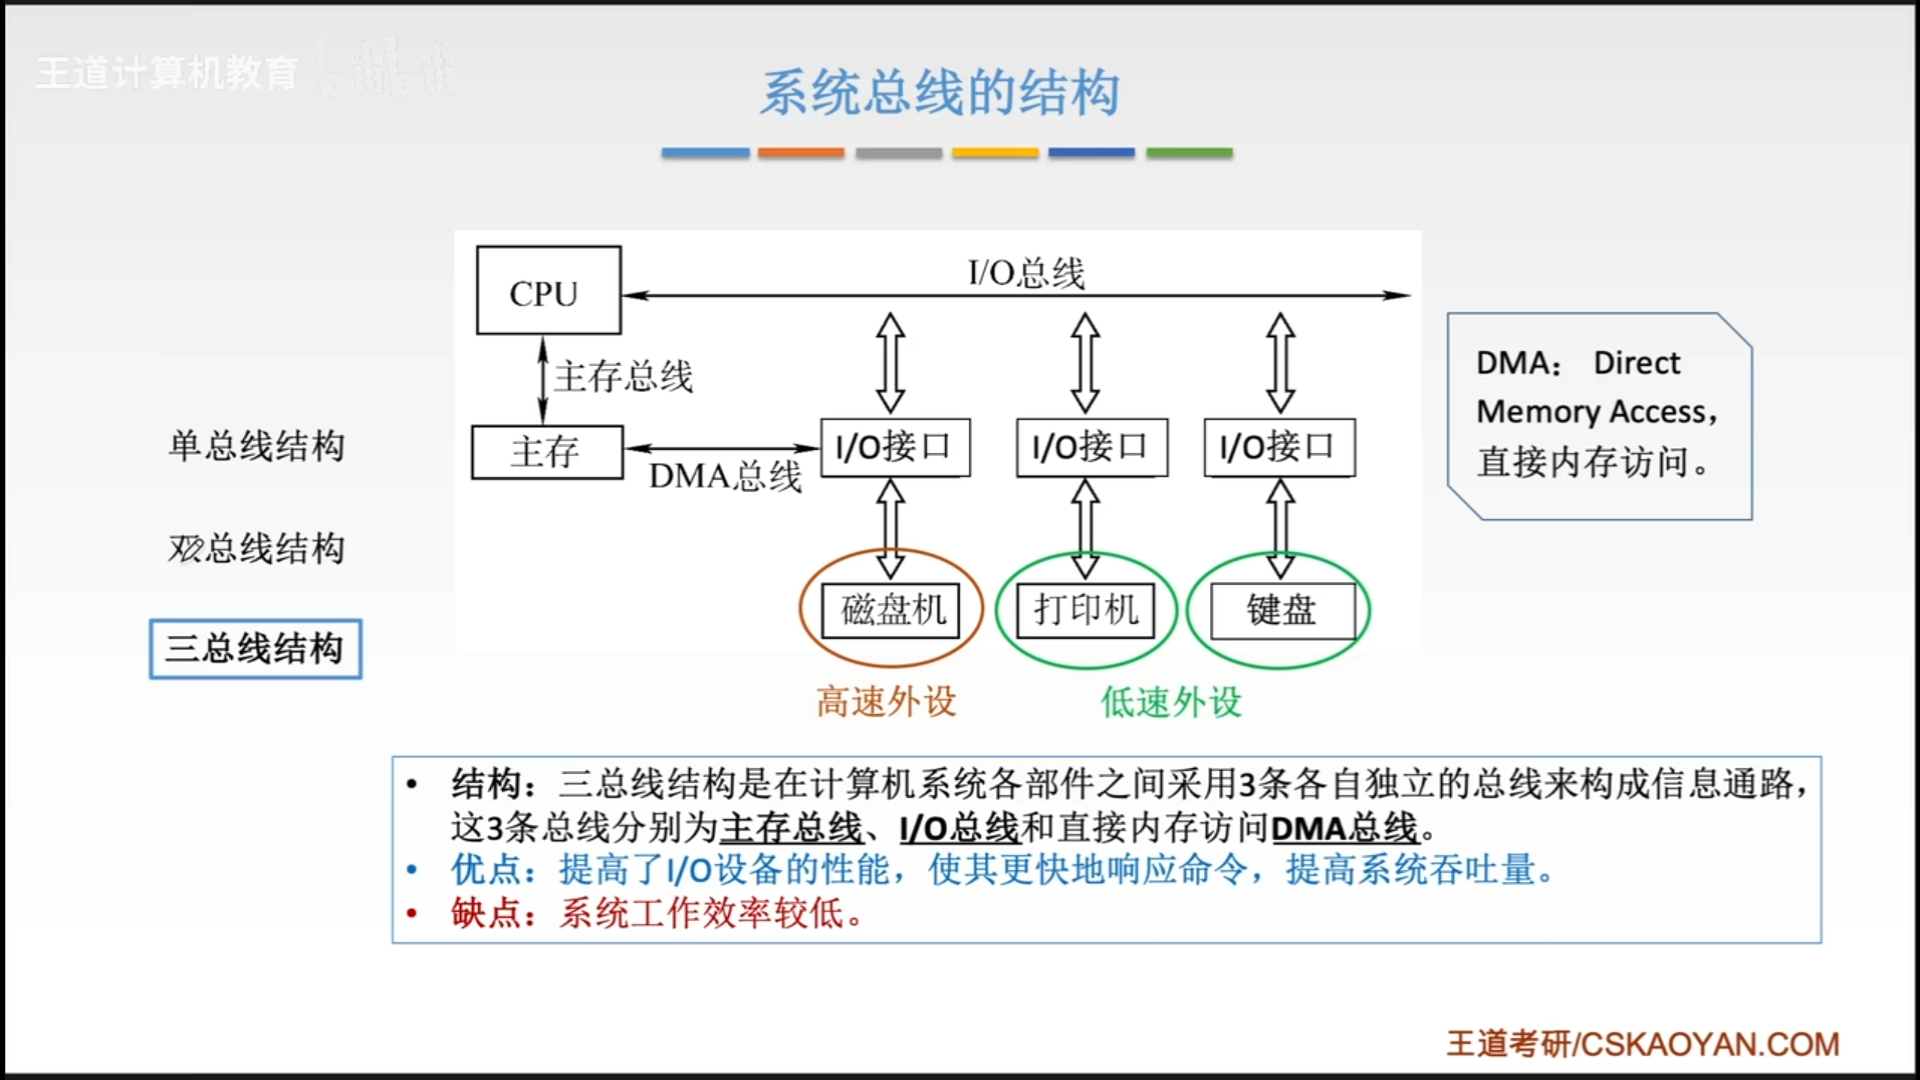 王道计算机教育
系统总线的结构
CPU
I/O总线
主存总线
主存
DMA总线
I/O接口
I/O接口
I/O接口
磁盘机
打印机
键盘
高速外设
低速外设
单总线结构
双总线结构
三总线结构
DMA： Direct
Memory Access，
直接内存访问。
• 结构：三总线结构是在计算机系统各部件之间采用3条各自独立的总线来构成信息通路，
这3条总线分别为主存总线、I/O总线和直接内存访问DMA总线。
• 优点：提高了I/O设备的性能，使其更快地响应命令，提高系统吞吐量。
• 缺点：系统工作效率较低。
王道考研/CSKAOYAN.COM